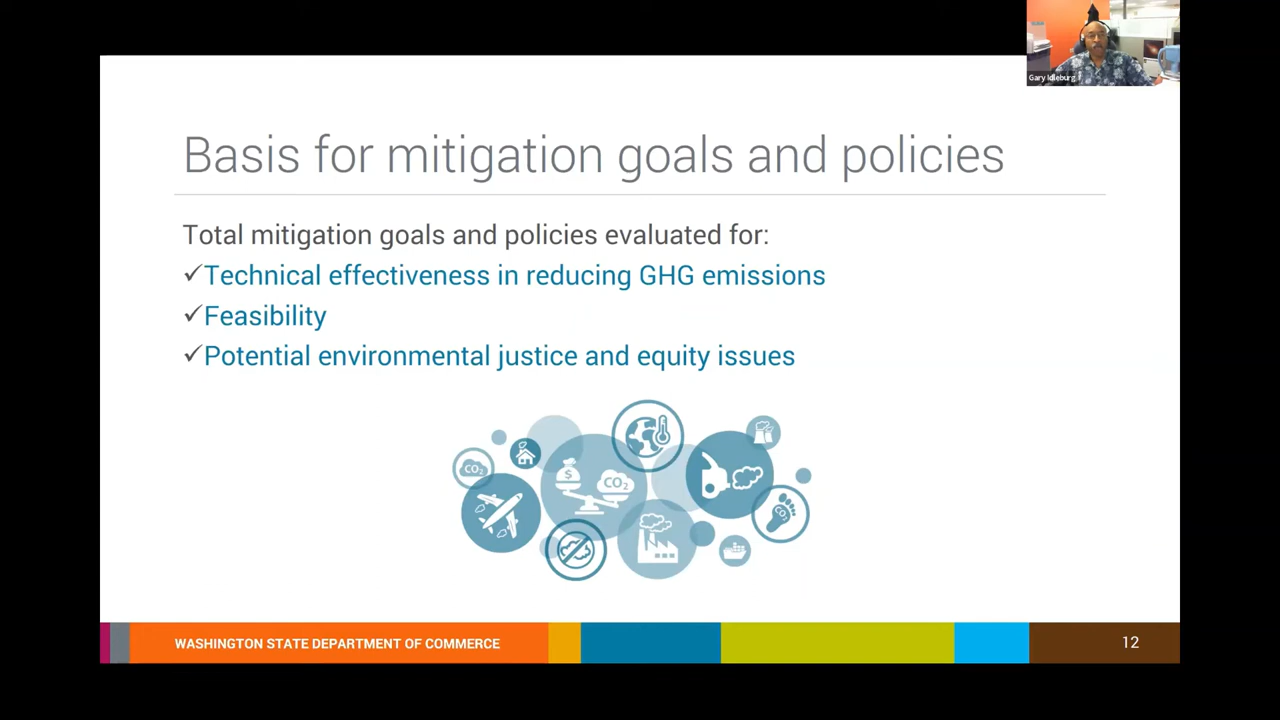 Gary Idleburg
Basis for mitigation goals and policies
Total mitigation goals and policies evaluated for:
✓Technical effectiveness in reducing GHG emissions
✓Feasibility
✓Potential environmental justice and equity issues
CO₂
$
CO₂
CO₂
WASHINGTON STATE DEPARTMENT OF COMMERCE
12